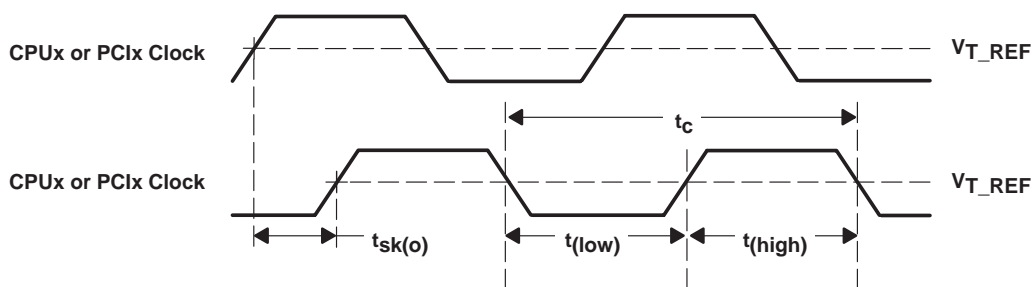 CPUx or PCIx Clock
VT_REF
tc
CPUx or PCIx Clock
VT_REF
tsk(o)
t(low)
t(high)